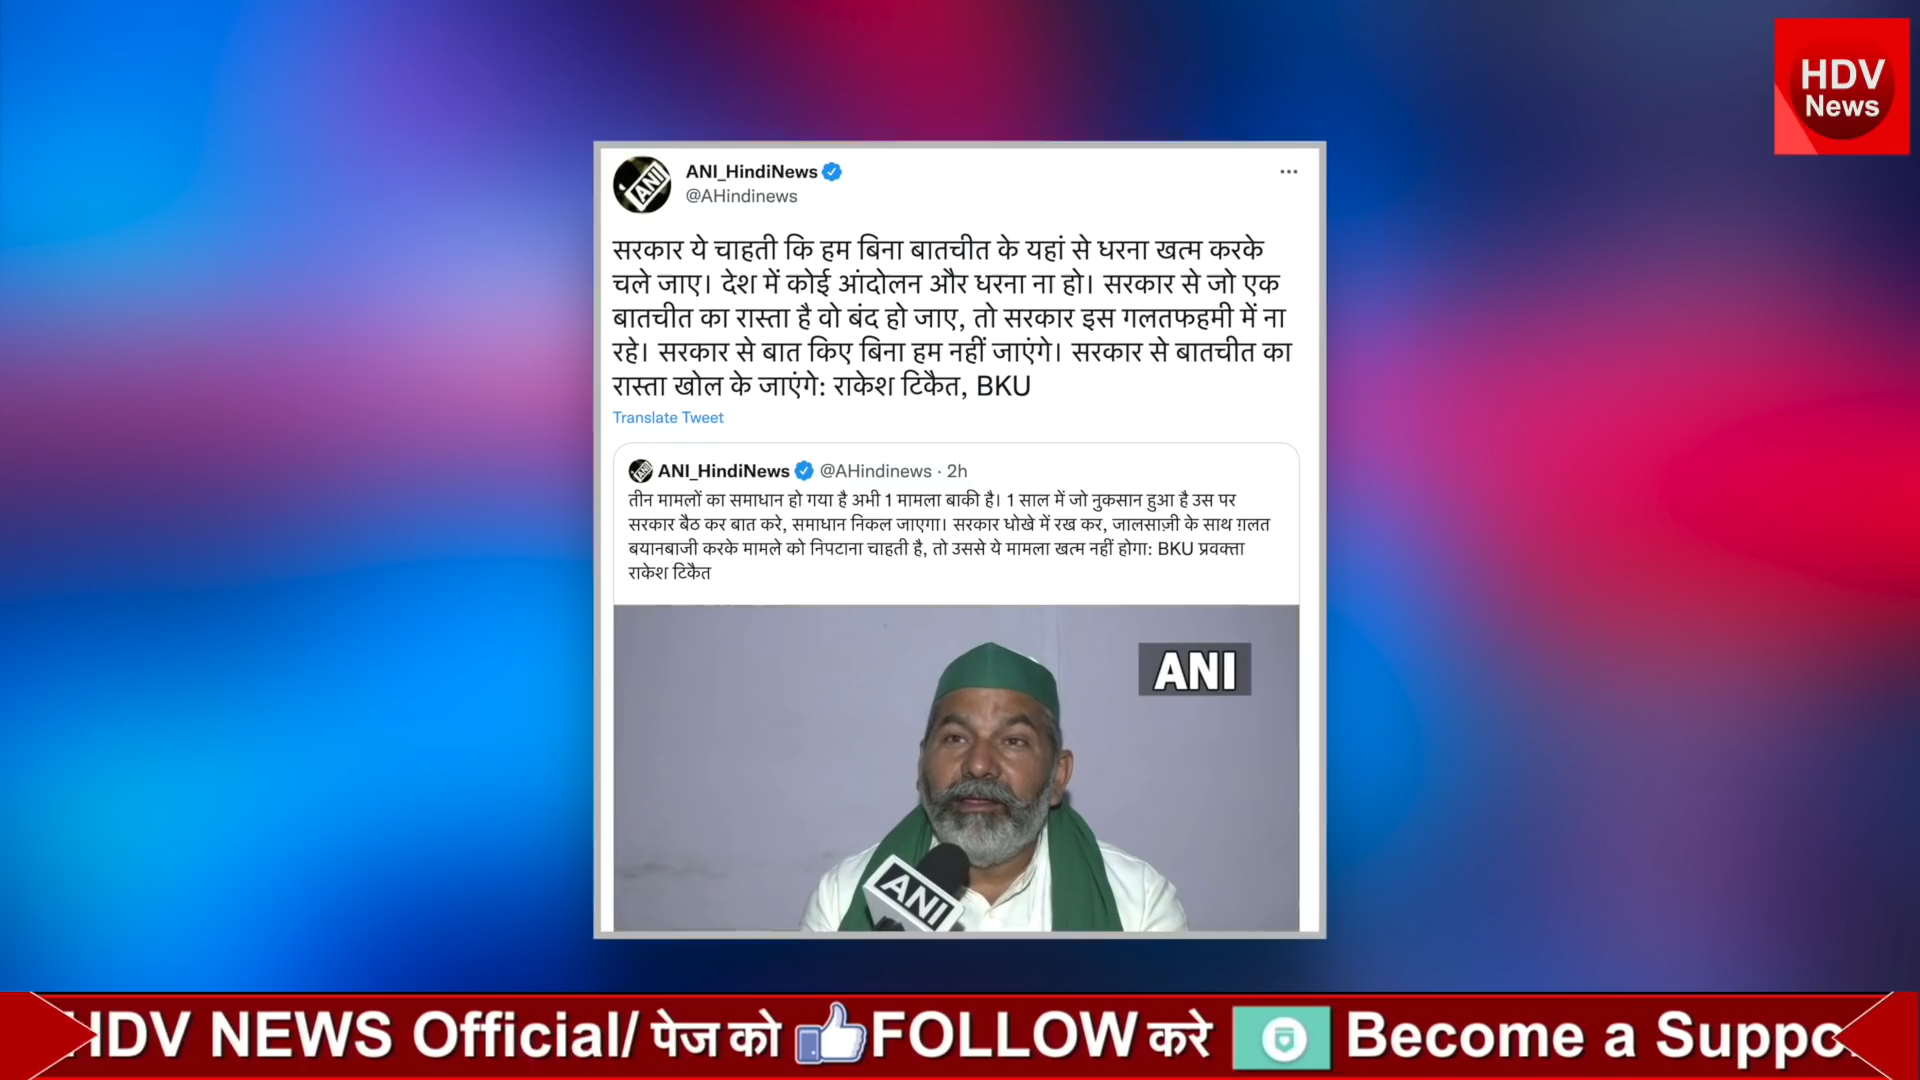 HDV
News
ANI
ANI_HindiNews
@AHindinews
सरकार ये चाहती कि हम बिना बातचीत के यहां से धरना खत्म करके
चले जाए। देश में कोई आंदोलन और धरना ना हो। सरकार से जो एक
बातचीत का रास्ता है वो बंद हो जाए, तो सरकार इस गलतफहमी में ना
रहे। सरकार से बात किए बिना हम नहीं जाएंगे। सरकार से बातचीत का
रास्ता खोल के जाएंगे: राकेश टिकैत, BKU
Translate Tweet
ANI_HindiNews @AHindinews · 2h
तीन मामलों का समाधान हो गया है अभी 1 मामला बाकी है। 1 साल में जो नुकसान हुआ है उस पर
सरकार बैठ कर बात करे, समाधान निकल जाएगा। सरकार धोखे में रख कर, जालसाज़ी के साथ ग़लत
बयानबाजी करके मामले को निपटाना चाहती है, तो उससे ये मामला खत्म नहीं होगा: BKU प्रवक्ता
राकेश टिकैत
ANI
ANI
HDV NEWS Official/ पेज को FOLLOW करे Become a Suppo